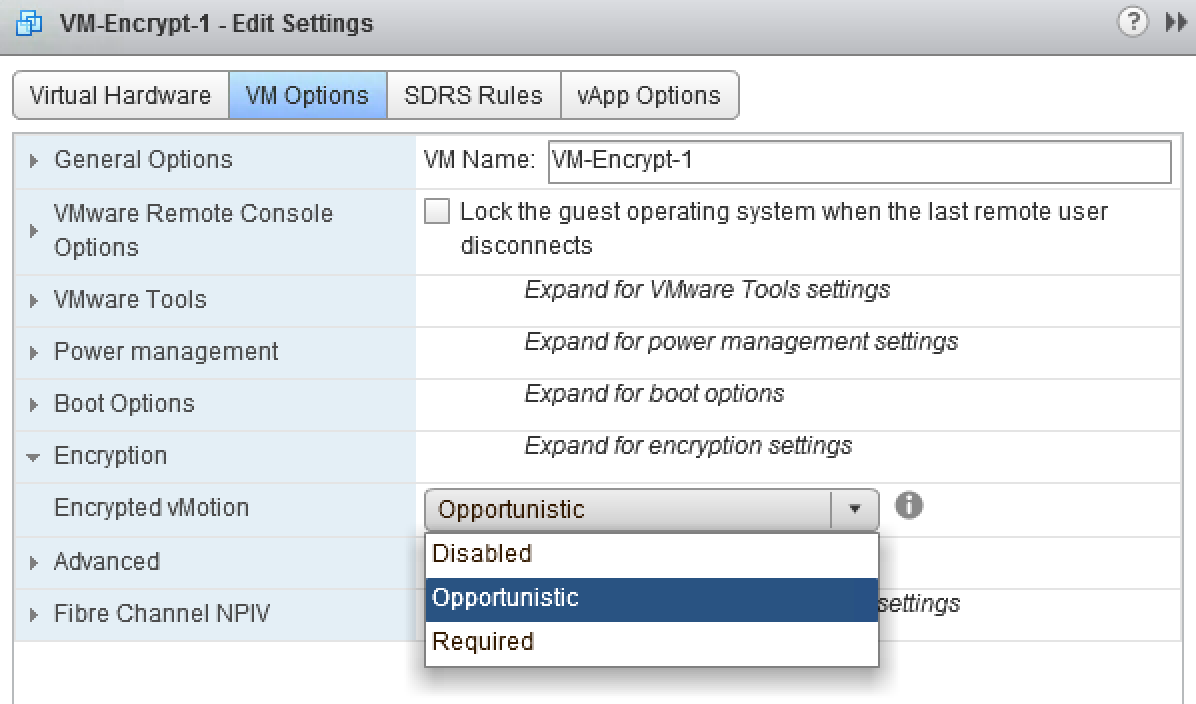 VM-Encrypt-1 - Edit Settings
?
Virtual Hardware
VM Options
SDRS Rules
vApp Options
General Options
VM Name:
VM-Encrypt-1
VMware Remote Console
Options
Lock the guest operating system when the last remote user
disconnects
VMware Tools
Expand for VMware Tools settings
Power management
Expand for power management settings
Boot Options
Expand for boot options
Encryption
Expand for encryption settings
Encrypted vMotion
Opportunistic
Disabled
Opportunistic
Required
Advanced
Fibre Channel NPIV
settings